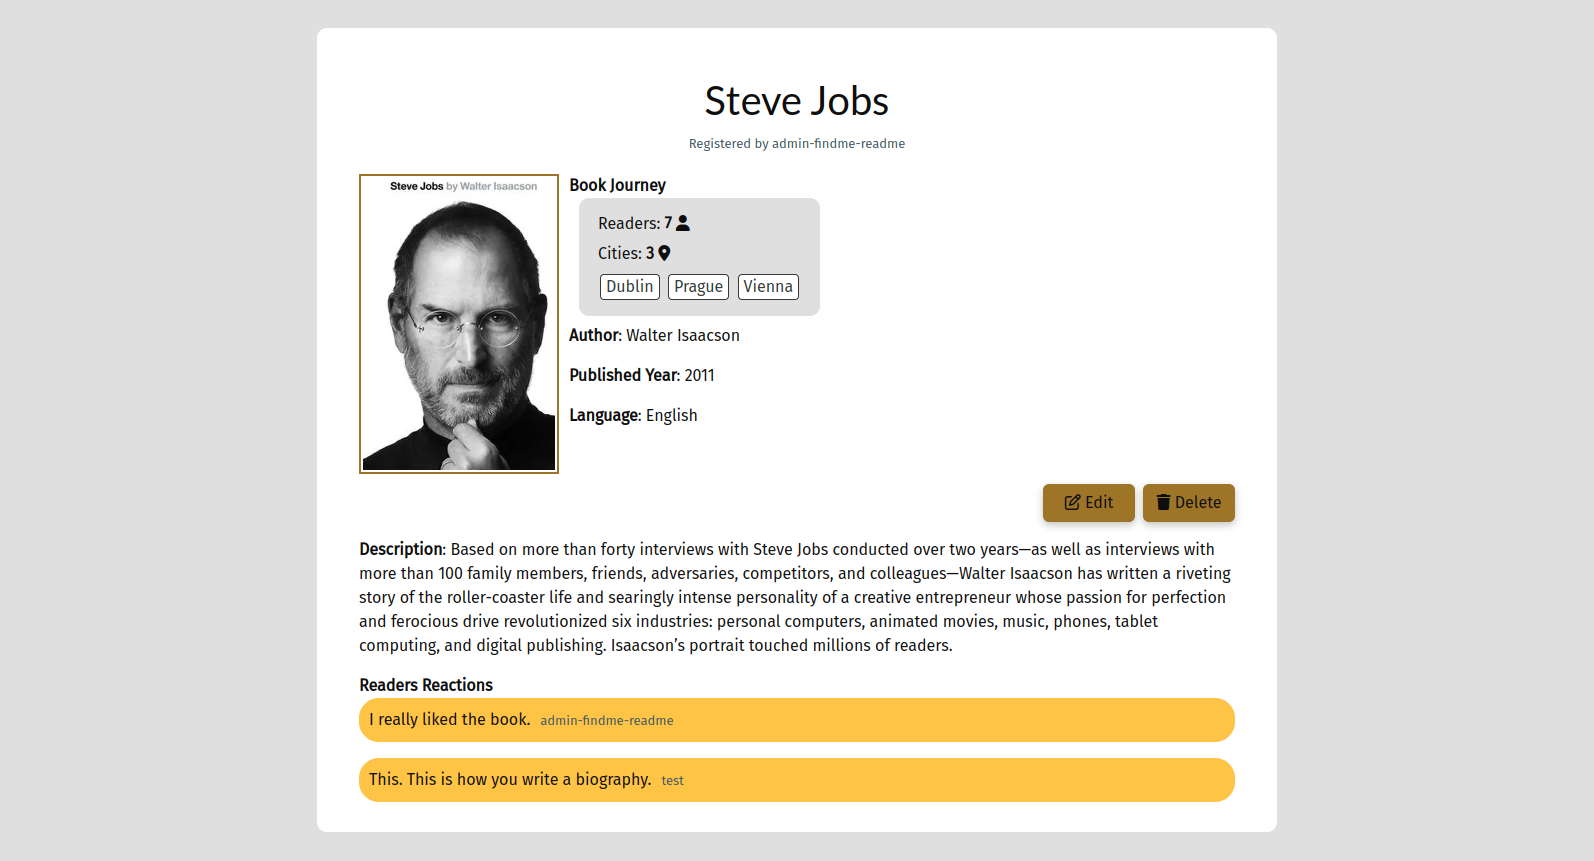 Steve Jobs
Registered by admin-findme-readme
Steve Jobs by Walter Isaacson
Book Journey
Readers: 7
Cities: 3
Dublin Prague Vienna
Author: Walter Isaacson
Published Year: 2011
Language: English
Edit Delete
Description: Based on more than forty interviews with Steve Jobs conducted over two years—as well as interviews with
more than 100 family members, friends, adversaries, competitors, and colleagues—Walter Isaacson has written a riveting
story of the roller-coaster life and searingly intense personality of a creative entrepreneur whose passion for perfection
and ferocious drive revolutionized six industries: personal computers, animated movies, music, phones, tablet
computing, and digital publishing. Isaacson’s portrait touched millions of readers.
Readers Reactions
I really liked the book. admin-findme-readme
This. This is how you write a biography. test